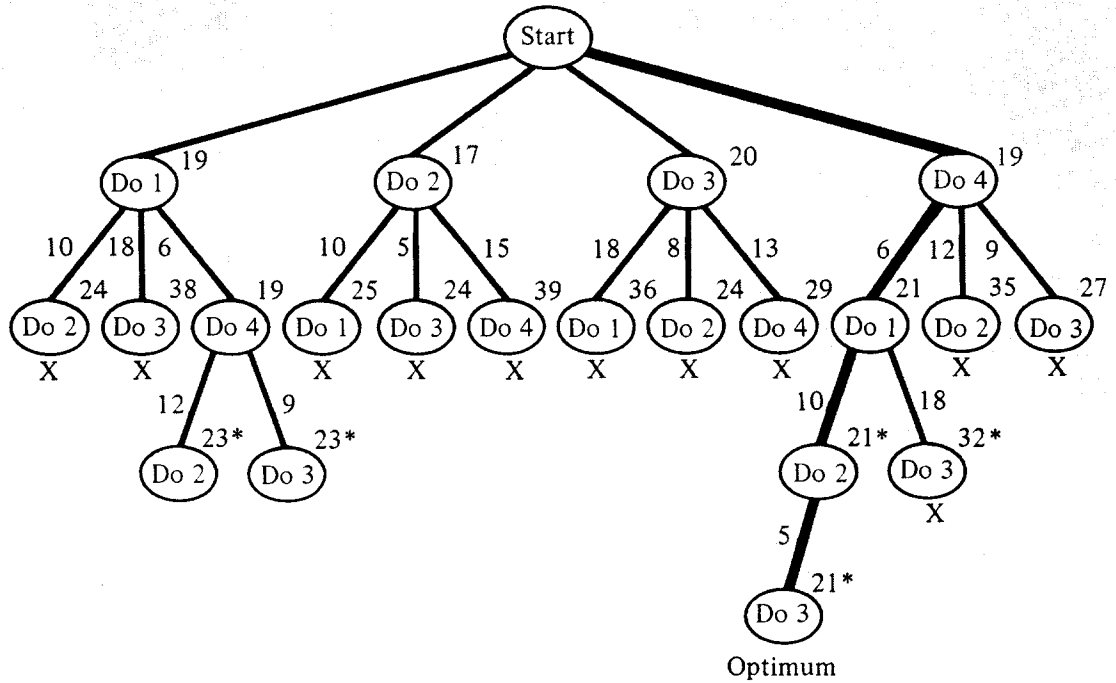 Start
19 17 20 19
Do 1 Do 2 Do 3 Do 4
10 18 6 10 5 15 18 8 13 6 12 9
24 38 19 25 24 39 36 24 29 21 35 27
Do 2 Do 3 Do 4 Do 1 Do 3 Do 4 Do 1 Do 2 Do 4 Do 1 Do 2 Do 3
X X X X X X X X X X
12 9 10 18
23* 23* 21* 32*
Do 2 Do 3 Do 2 Do 3
X
5
21*
Do 3
Optimum